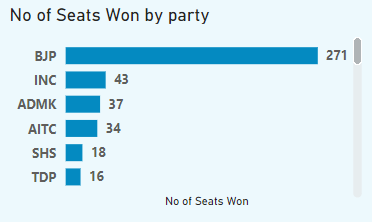 No of Seats Won by party
BJP 271
INC 43
ADMK 37
AITC 34
SHS 18
TDP 16
No of Seats Won